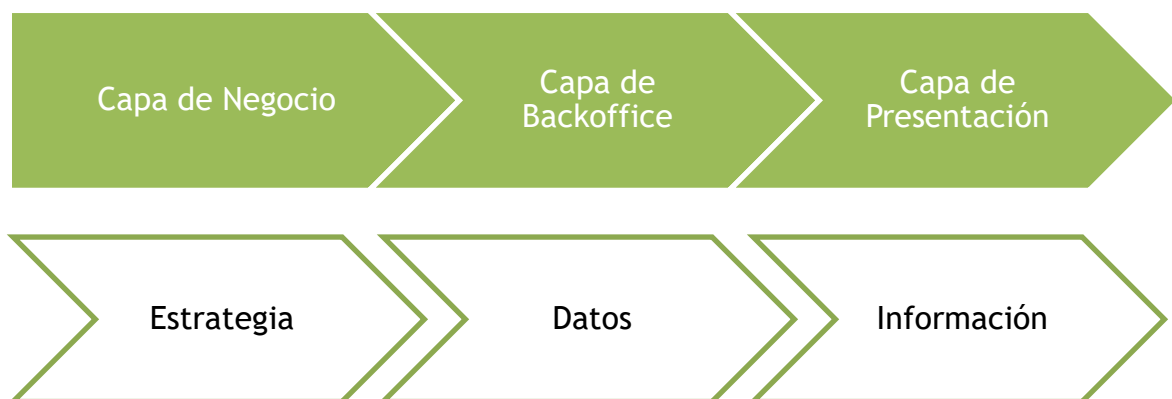 Capa de Negocio
Capa de
Backoffice
Capa de
Presentación
Estrategia
Datos
Información